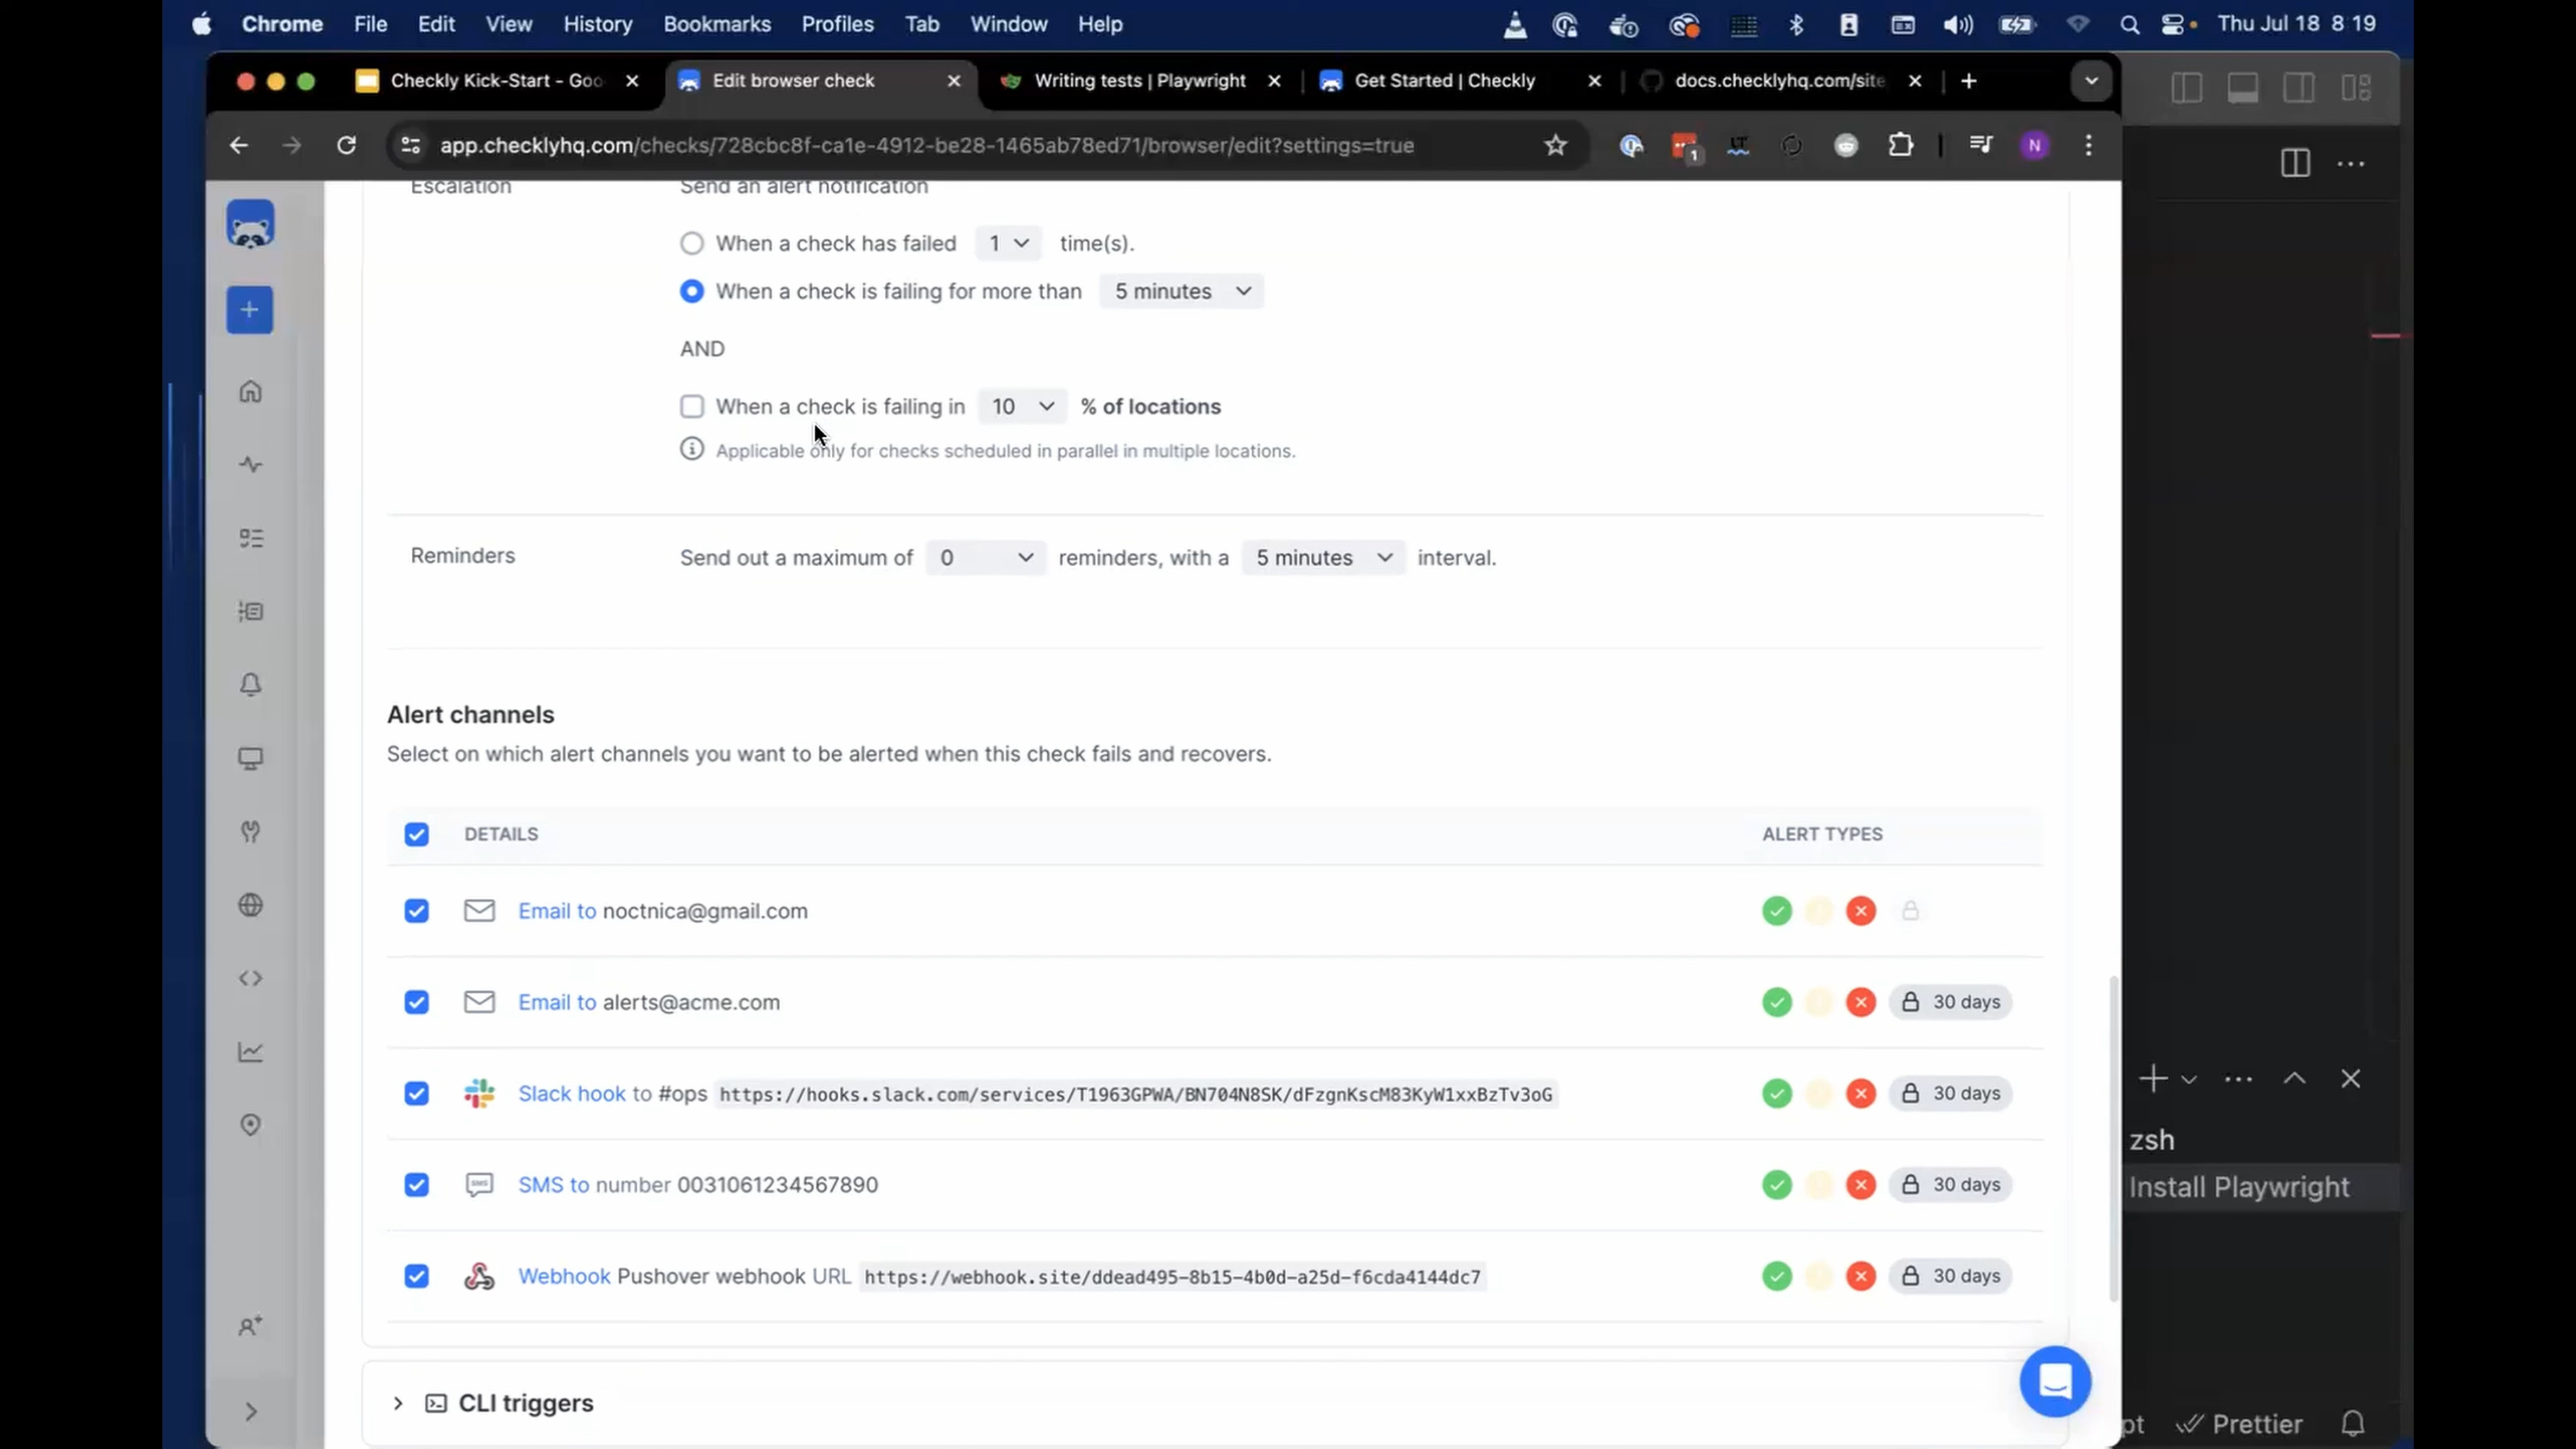 Chrome File Edit View History Bookmarks Profiles Tab Window Help Thu Jul 18 8 19
Checkly Kick-Start - Goo Edit browser check Writing tests | Playwright Get Started | Checkly docs.checklyhq.com/site
app.checklyhq.com/checks/728cbc8f-ca1e-4912-be28-1465ab78ed71/browser/edit?settings=true LT 1 N
Escalation Send an alert notification
When a check has failed 1 time(s).
When a check is failing for more than 5 minutes
AND
When a check is failing in 10 % of locations
Applicable only for checks scheduled in parallel in multiple locations.
Reminders Send out a maximum of 0 reminders, with a 5 minutes interval.
Alert channels
Select on which alert channels you want to be alerted when this check fails and recovers.
DETAILS ALERT TYPES
Email to noctnica@gmail.com
Email to alerts@acme.com 30 days
Slack hook to #ops https://hooks.slack.com/services/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 30 days
zsh
SMS SMS to number 0031061234567890 30 days
Install Playwright
Webhook Pushover webhook URL https://webhook.site/ddead495-8b15-4b0d-a25d-f6cda4144dc7 30 days
CLI triggers
pt Prettier